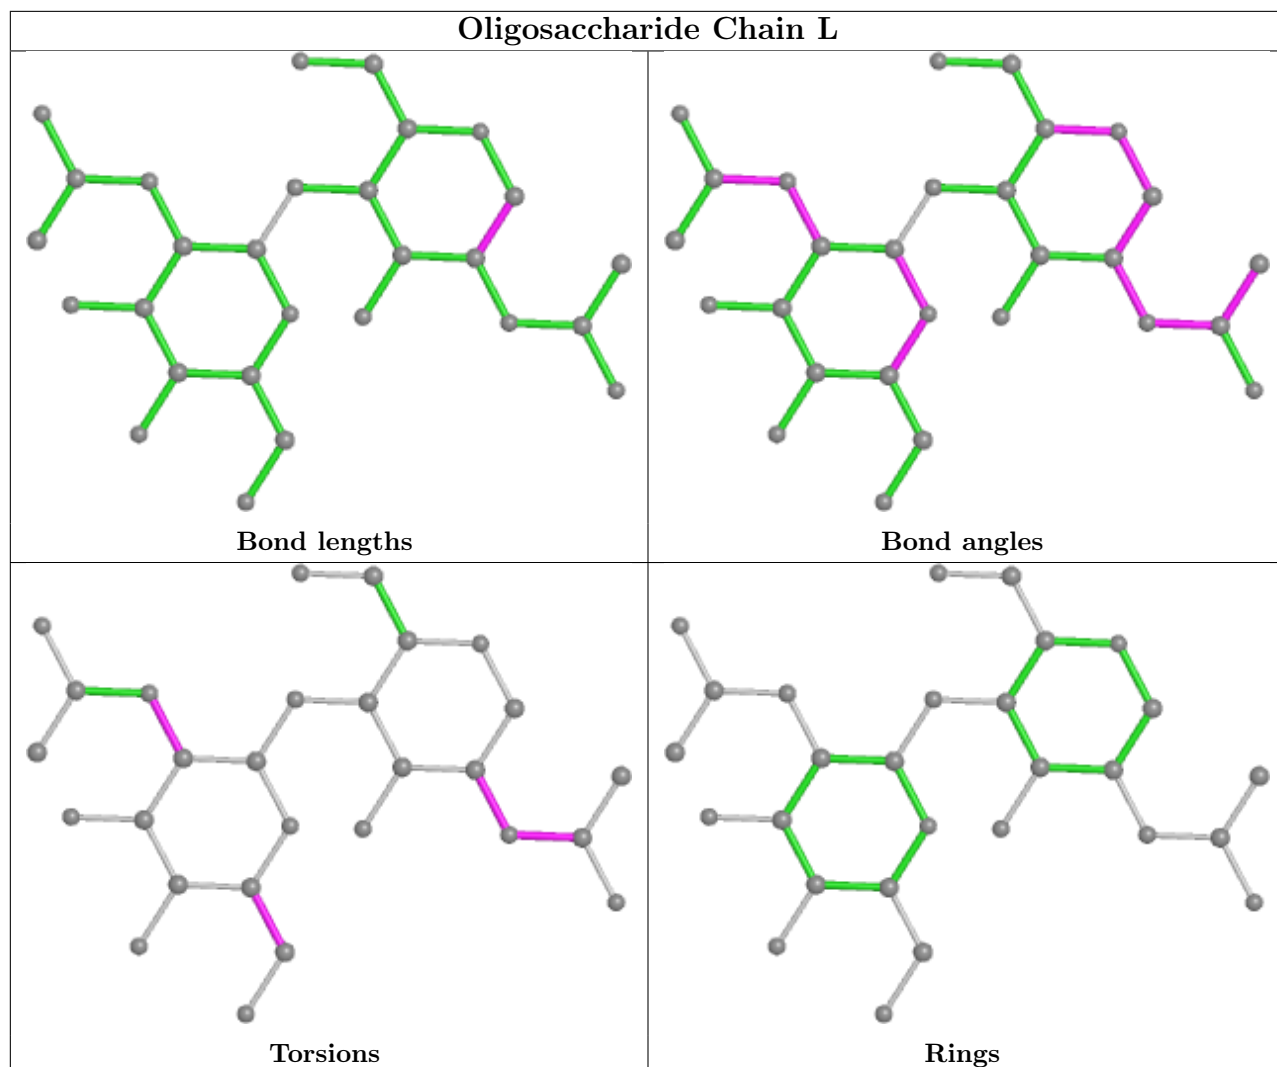 Oligosaccharide Chain L
Bond lengths
Bond angles
Torsions
Rings